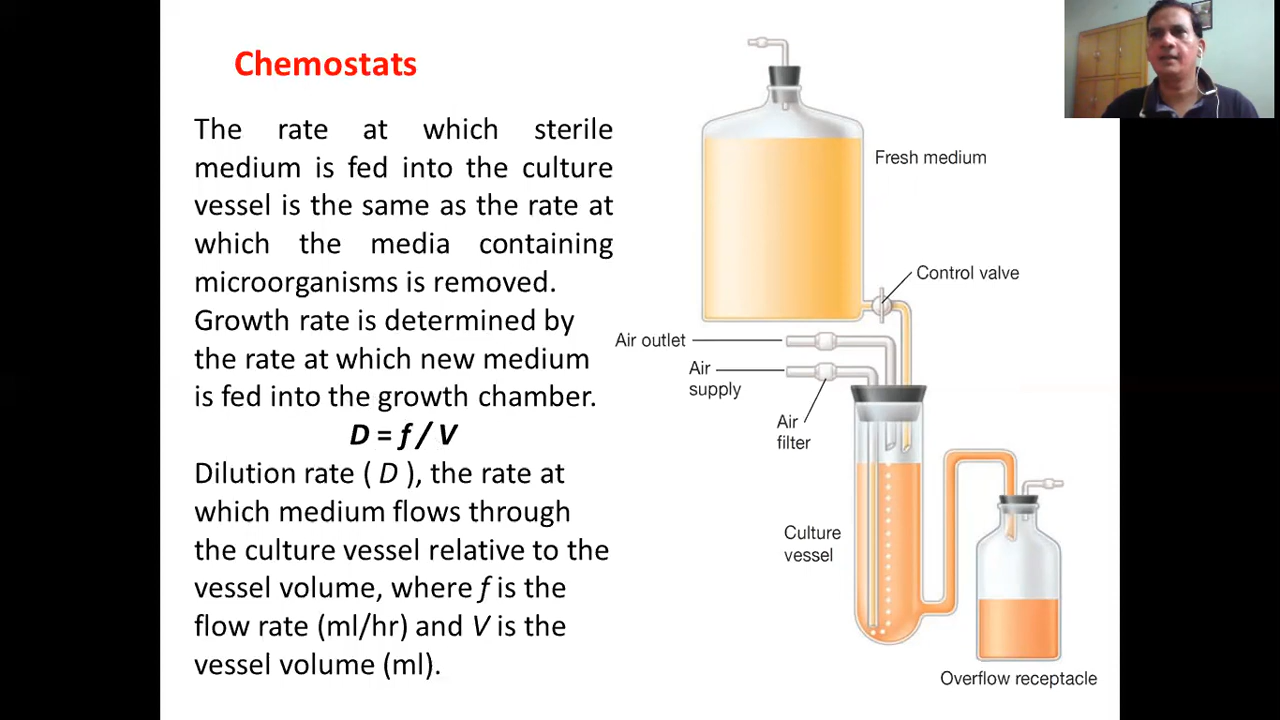 Chemostats
The rate at which sterile
medium is fed into the culture
vessel is the same as the rate at
which the media containing
microorganisms is removed.
Growth rate is determined by
the rate at which new medium
is fed into the growth chamber.
D = f / V
Dilution rate ( D ), the rate at
which medium flows through
the culture vessel relative to the
vessel volume, where f is the
flow rate (ml/hr) and V is the
vessel volume (ml).
Fresh medium
Control valve
Air outlet
Air
supply
Air
filter
Culture
vessel
Overflow receptacle